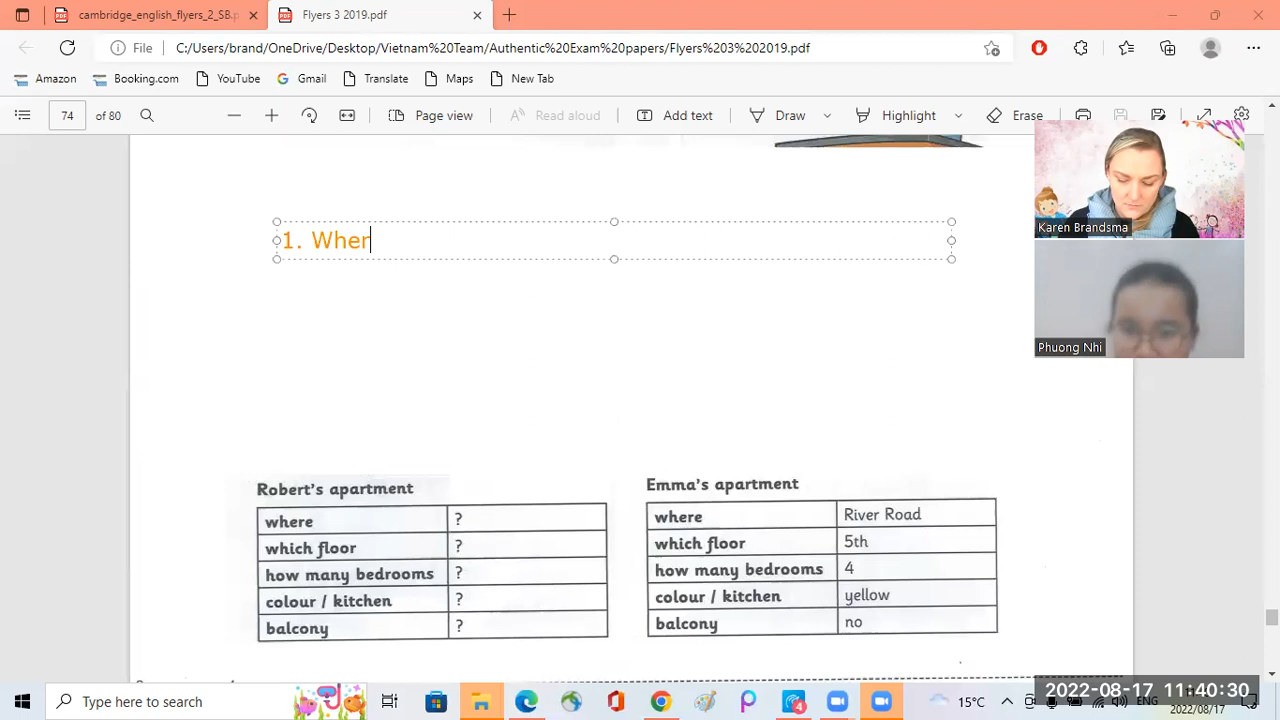 cambridge_english_flyers_2_SB.p
Flyers 3 2019.pdf
File
C:/Users/brand/OneDrive/Desktop/Vietnam%20Team/Authentic%20Exam%20papers/Flyers%203%202019.pdf
Amazon
Booking.com
YouTube
Gmail
Translate
Maps
New Tab
74 of 80
Page view
Read aloud
Add text
Draw
Highlight
Erase
Karen Brandsma
1. Wher
Phuong Nhi
Robert's apartment
where ?
which floor ?
how many bedrooms ?
colour / kitchen ?
balcony ?
Emma's apartment
where River Road
which floor 5th
how many bedrooms 4
colour / kitchen yellow
balcony no
Type here to search
4
15°C
ENG
2022-08-17 11:40:30
2022/08/17